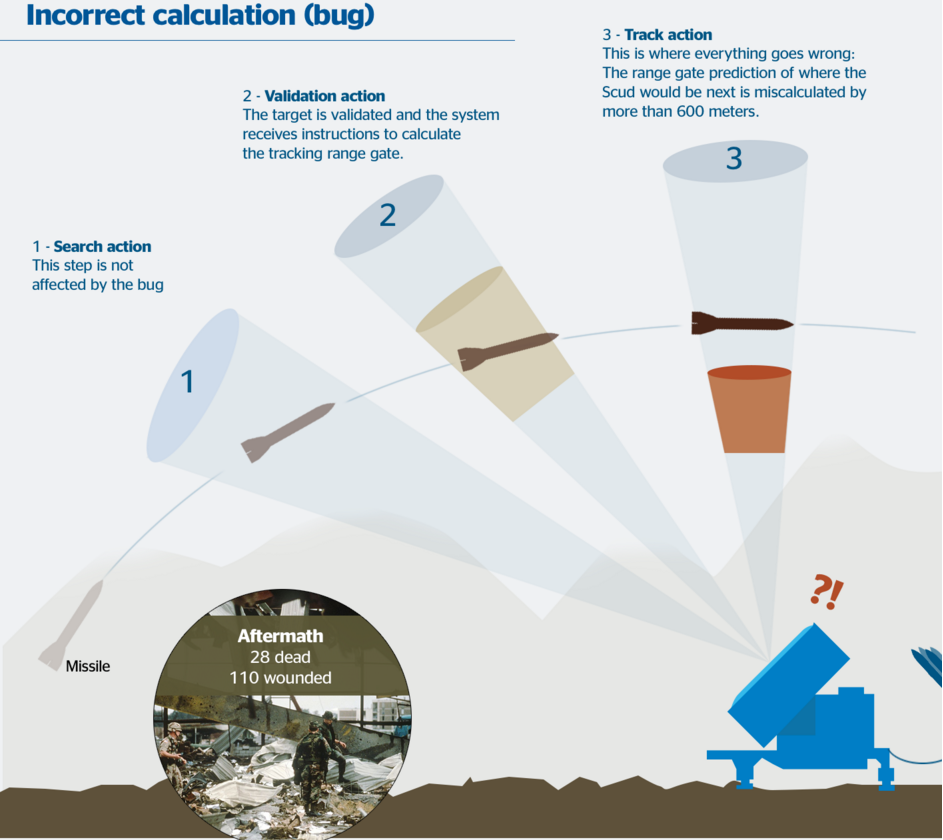 Incorrect calculation (bug)
3 - Track action
This is where everything goes wrong:
The range gate prediction of where the
Scud would be next is miscalculated by
more than 600 meters.
2 - Validation action
The target is validated and the system
receives instructions to calculate
the tracking range gate.
3
2
1 - Search action
This step is not
affected by the bug
1
?!
Aftermath
28 dead
110 wounded
Missile